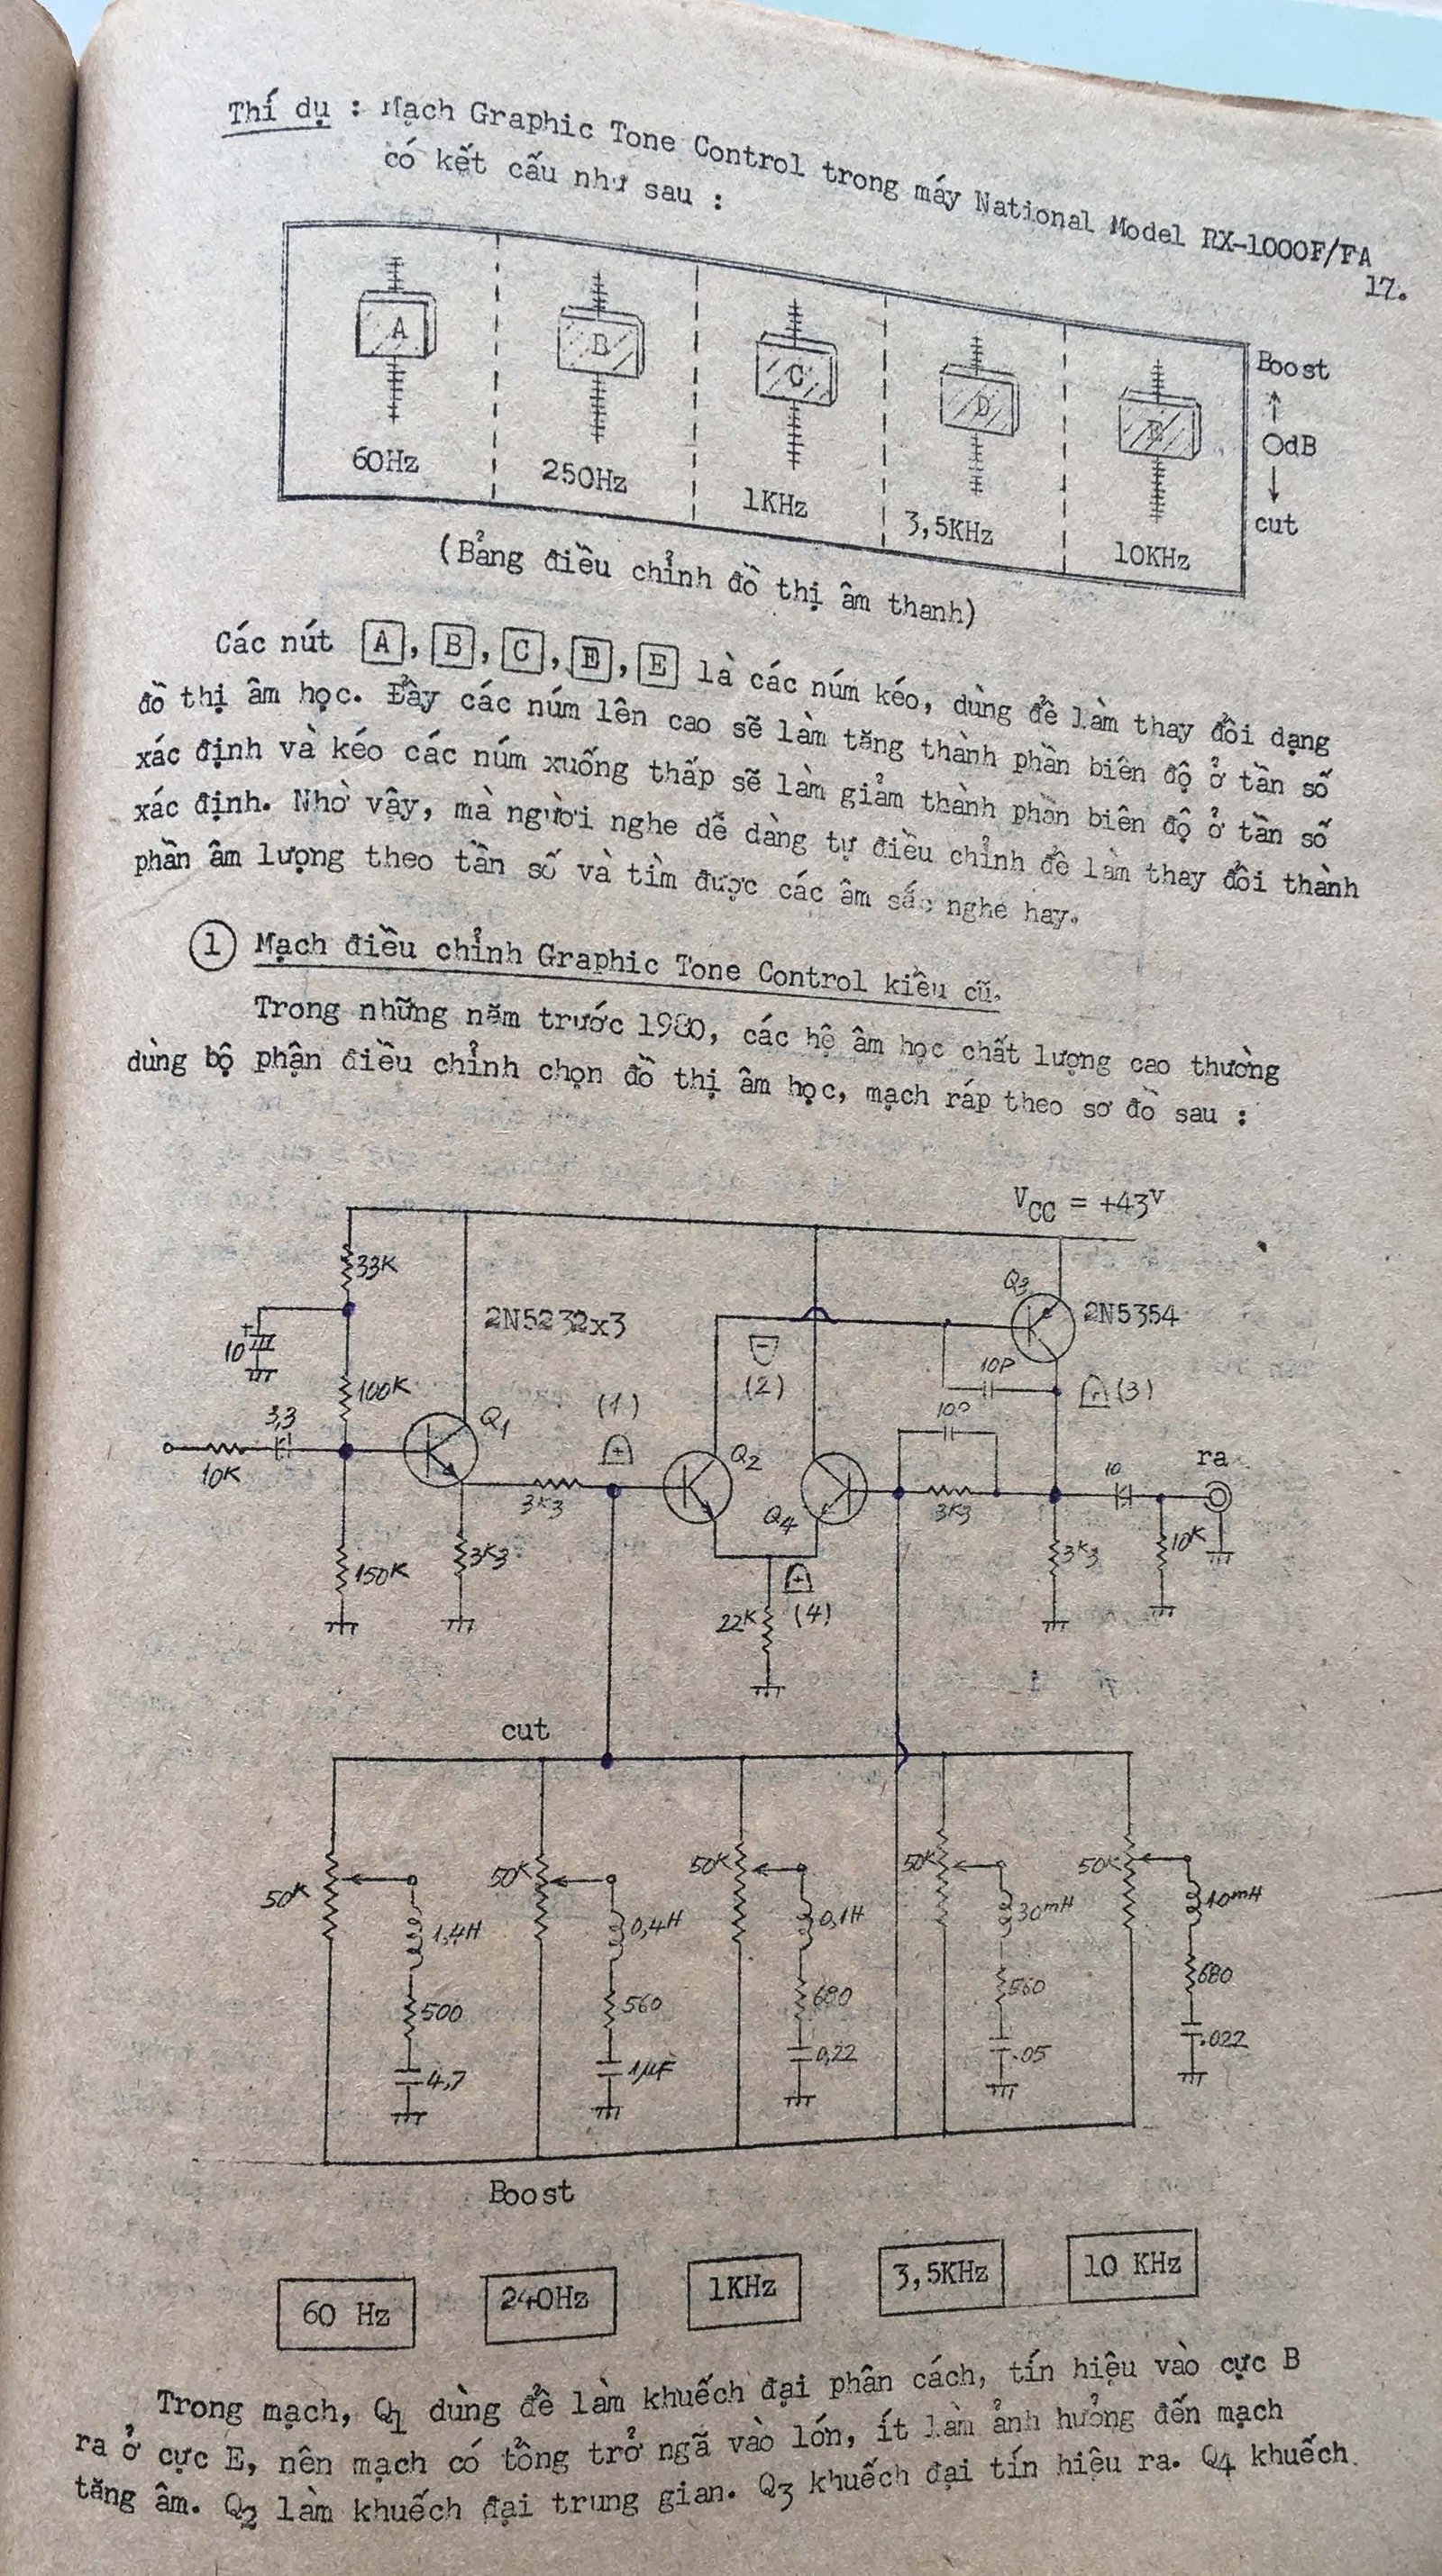 Thí dụ : Mạch Graphic Tone Control trong máy National Model RX-1000F/FA
có kết cấu như sau :
17.
A
B
C
D
E
60Hz
250Hz
1KHz
3,5KHz
10KHz
Boost
↑
0dB
↓
cut
(Bảng điều chỉnh đồ thị âm thanh)
Các nút A, B, C, D, E là các núm kéo, dùng để làm thay đổi dạng
đồ thị âm học. Đẩy các núm lên cao sẽ làm tăng thành phần biên độ ở tần số
xác định và kéo các núm xuống thấp sẽ làm giảm thành phần biên độ ở tần số
xác định. Nhờ vậy, mà người nghe dễ dàng tự điều chỉnh để làm thay đổi thành
phần âm lượng theo tần số và tìm được các âm sắc nghe hay.
1 Mạch điều chỉnh Graphic Tone Control kiểu cũ.
Trong những năm trước 1980, các hệ âm học chất lượng cao thường
dùng bộ phận điều chỉnh chọn đồ thị âm học, mạch ráp theo sơ đồ sau :
VCC = +43V
33K
2N5232x3
Q3
2N5354
+
10
100K
(1)
+
-
(2)
10P
(3)
3,3
10K
Q1
Q2
Q4
3K3
3K3
10
ra
150K
3K3
+
(4)
22K
3K3
10K
cut
50K
50K
50K
50K
50K
1,4H
0,4H
0,1H
30mH
10mH
500
560
680
560
680
4,7
1µF
0,22
.05
.022
Boost
60 Hz
240Hz
1KHz
3,5KHz
10 KHz
Trong mạch, Q1 dùng để làm khuếch đại phân cách, tín hiệu vào cực B
ra ở cực E, nên mạch có tổng trở ngã vào lớn, ít làm ảnh hưởng đến mạch
tăng âm. Q2 làm khuếch đại trung gian. Q3 khuếch đại tín hiệu ra. Q4 khuếch